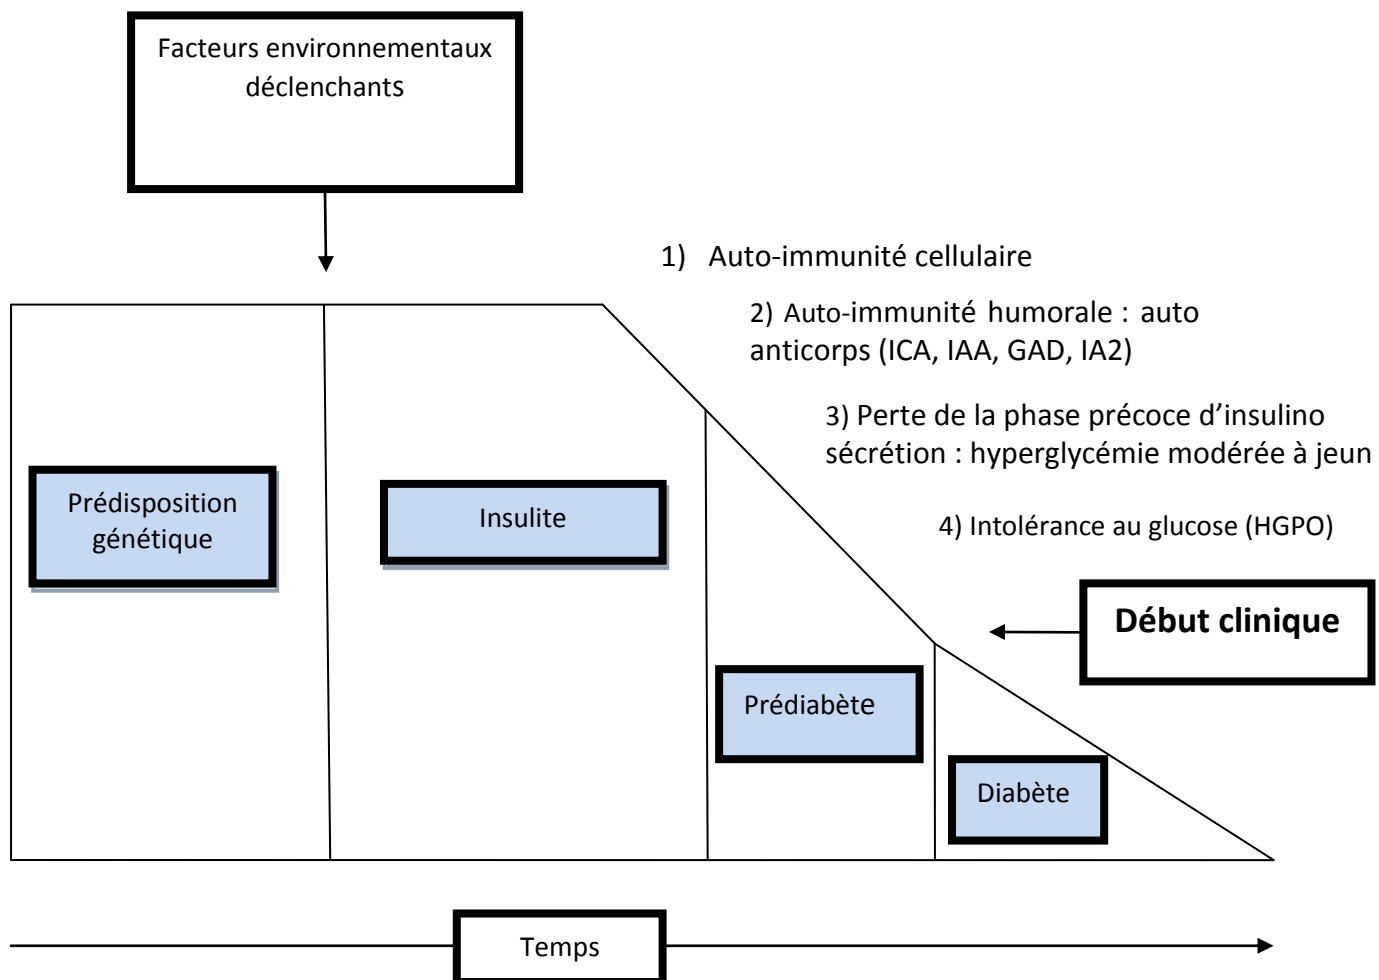 Facteurs environnementaux
déclenchants
1) Auto-immunité cellulaire
2) Auto-immunité humorale : auto
anticorps (ICA, IAA, GAD, IA2)
3) Perte de la phase précoce d’insulino
sécrétion : hyperglycémie modérée à jeun
4) Intolérance au glucose (HGPO)
Prédisposition
génétique
Insulite
Début clinique
Prédiabète
Diabète
Temps